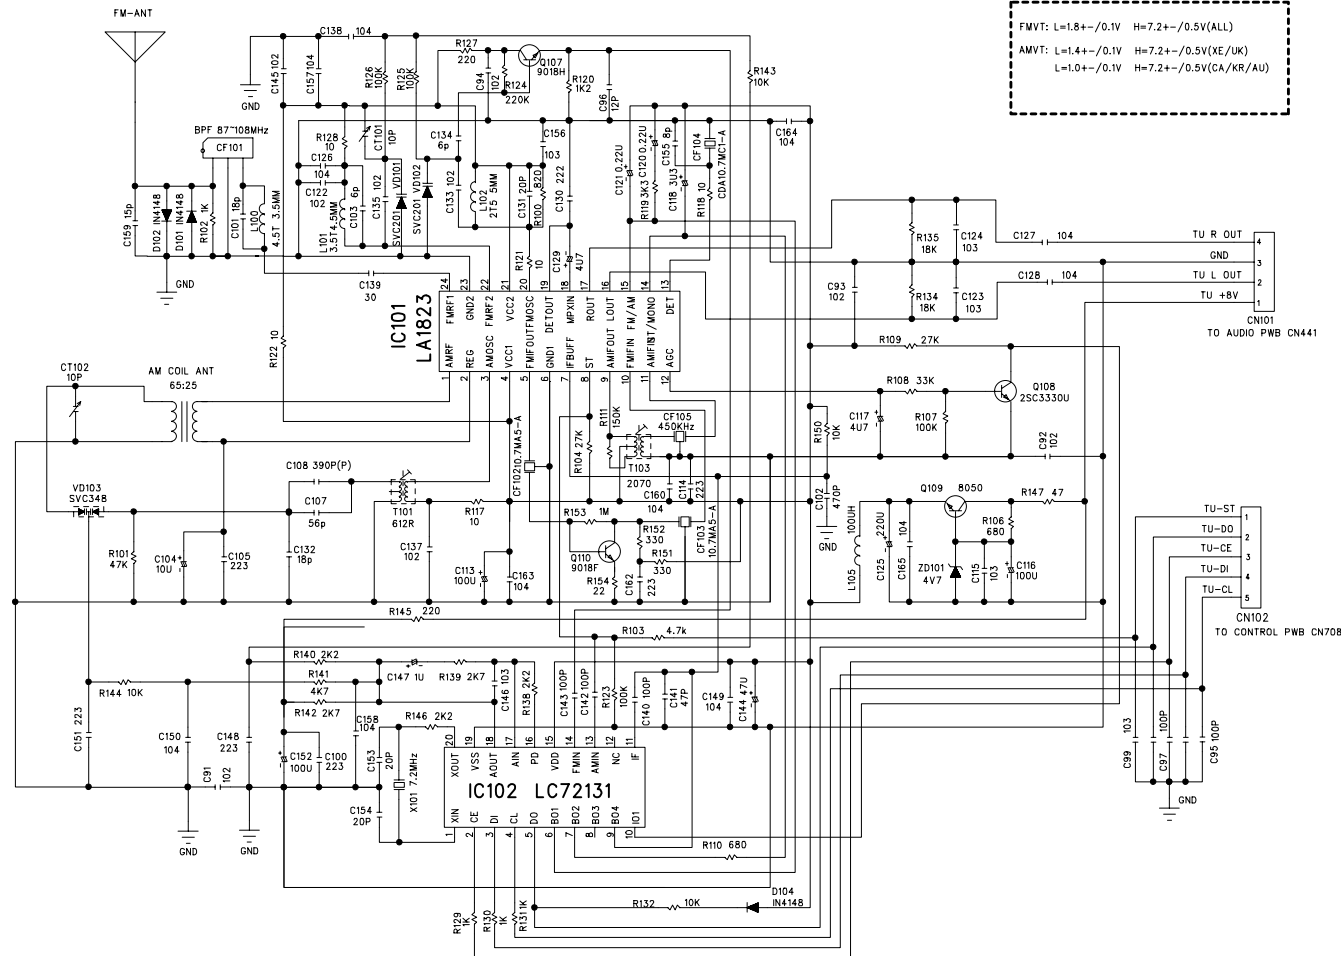 FM-ANT
FMVT: L=1.8+-/0.1V H=7.2+-/0.5V(ALL)
AMVT: L=1.4+-/0.1V H=7.2+-/0.5V(XE/UK)
L=1.0+-/0.1V H=7.2+-/0.5V(CA/KR/AU)
C138 104
R127
220
Q107
9018H
C145 102
C157 104
R126
100K
R125
100K
C94
102
R124
220K
R120
1K2
C96
12P
R143
10K
GND
BPF 87~108MHz
CF101
R128
10
CT101
10P
C134
6p
C156
103
C164
104
C126
104
C122
102
L101
3.5T4.5MM
C103 6p
C135 102
SVC201 VD101
SVC201 VD102
C133 102
L102
2T5 5MM
C131 20P
R100 820
C130 222
C121 0.22U
C120 0.22U
R119 3K3
C155 8p
C118 3U3
CF104
CDA10.7MC1-A
R118 10
C159 15p
D102 IN4148
D101 IN4148
R102 1K
C101 18p
L100
4.5T 3.5MM
GND
C139
30
R121
10
C129
4U7
R135
18K
C124
103
C127 104
R134
18K
C123
103
C128 104
C93
102
TU R OUT 4
GND 3
TU L OUT 2
TU +8V 1
CN101
TO AUDIO PWB CN441
IC101
LA1823
24 23 22 21 20 19 18 17 16 15 14 13
FMRF1 GND2 FMRF2 VCC2 FMOSC DETOUT MPXIN ROUT LOUT FM/AM ST/MONO DET
AMRF REG AMOSC VCC1 FMIFOUT GND1 IFBUFF ST AMIFOUT FMIFIN AMIFIN AGC
1 2 3 4 5 6 7 8 9 10 11 12
R122 10
CT102
10P
AM COIL ANT
65:25
R109 27K
R108 33K
Q108
2SC3330U
C117
4U7
R107
100K
C92
102
R150
10K
R111
150K
CF105
450KHz
R104 27K
T103
2070
CF102 10.7MA5-A
C160
104
C114
223
C102
470P
GND
C108 390P(P)
C107
56p
VD103
SVC348
T101
612R
R117
10
R101
47K
C104
10U
C105
223
C132
18p
C137
102
C113
100U
C163
104
R153 1M
Q110
9018F
R152
330
R151
330
R154
22
C162
223
CF103
10.7MA5-A
100UH
L105
C125 220U
C165 104
Q109 8050
R147 47
R106
680
ZD101
4V7
C115
103
C116
100U
TU-ST 1
TU-DO 2
TU-CE 3
TU-DI 4
TU-CL 5
CN102
TO CONTROL PWB CN708
R145 220
R103 4.7k
R140 2K2
R141
4K7
R142 2K7
C147 1U
R139 2K7
C146 103
R138 2K2
C143 100P
C142 100P
R123
100K
C140 100P
C141
47P
C149
104
C144 47U
R144 10K
C151 223
C150
104
C148
223
C91
102
C152
100U
C100
223
C158
104
C153
20P
R146 2K2
X101 7.2MHz
C154
20P
GND
GND
IC102 LC72131
20 19 18 17 16 15 14 13 12 11
XOUT VSS AOUT AIN PD VDD FMIN AMIN NC IF
XIN CE DI CL DO BO1 BO2 BO3 BO4 IO1
1 2 3 4 5 6 7 8 9 10
R110 680
D104
IN4148
R132 10K
R129
1K
R130
1K
R131 1K
C99 103
C97 100P
C95 100P
GND